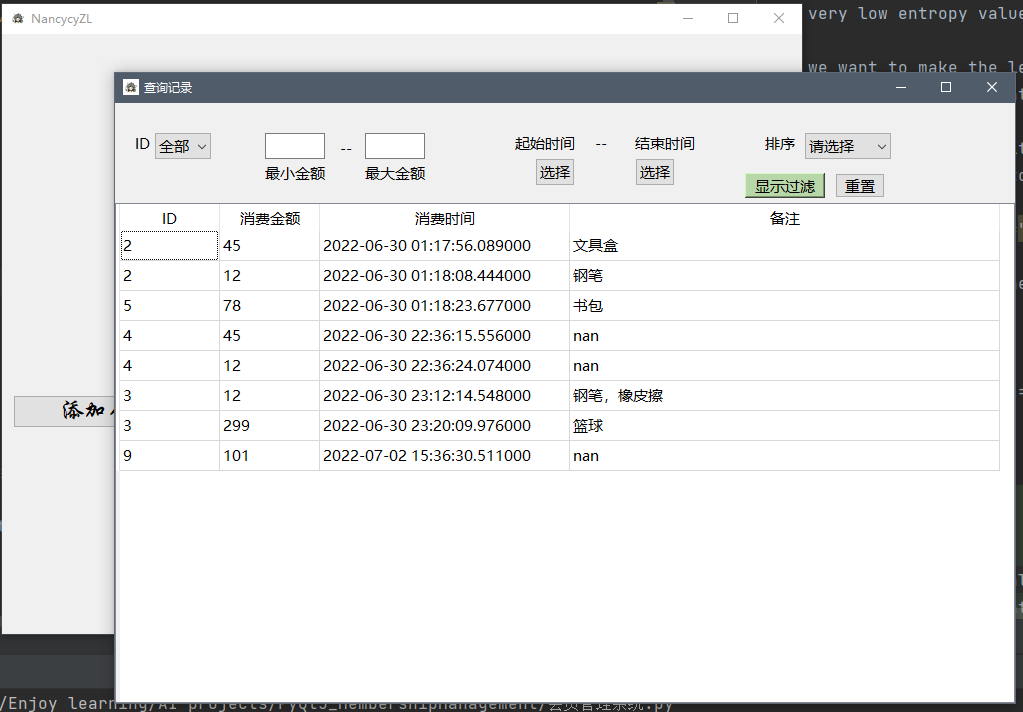 NancycyZL
very low entropy value
we want to make the le
查询记录
ID 全部 -- 起始时间 -- 结束时间 排序 请选择
最小金额 最大金额 选择 选择
显示过滤 重置
ID 消费金额 消费时间 备注
2 45 2022-06-30 01:17:56.089000 文具盒
2 12 2022-06-30 01:18:08.444000 钢笔
5 78 2022-06-30 01:18:23.677000 书包
4 45 2022-06-30 22:36:15.556000 nan
4 12 2022-06-30 22:36:24.074000 nan
3 12 2022-06-30 23:12:14.548000 钢笔，橡皮擦
3 299 2022-06-30 23:20:09.976000 篮球
9 101 2022-07-02 15:36:30.511000 nan
添加
/Enjoy learning/AI projects/PyQt5_MembershipManagement/会员管理系统.py